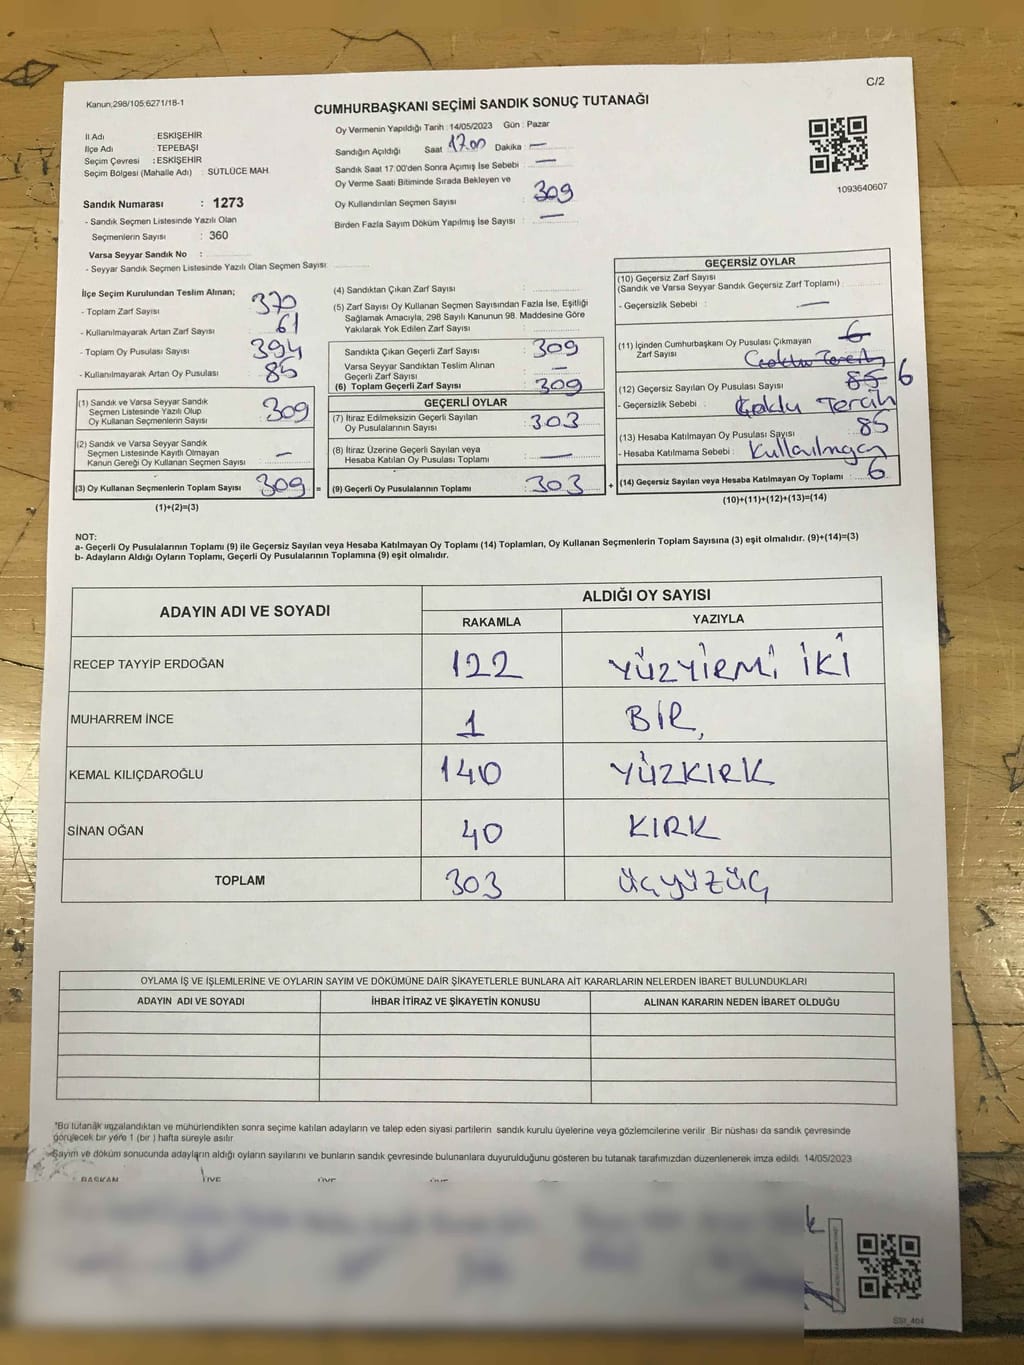 C/2
Kanun,298/105;6271/18-1
CUMHURBAŞKANI SEÇİMİ SANDIK SONUÇ TUTANAĞI
İl Adı : ESKİŞEHİR
İlçe Adı : TEPEBAŞI
Seçim Çevresi : ESKİŞEHİR
Seçim Bölgesi (Mahalle Adı) : SÜTLÜCE MAH.
Sandık Numarası : 1273
- Sandık Seçmen Listesinde Yazılı Olan
Seçmenlerin Sayısı : 360
Varsa Seyyar Sandık No :
- Seyyar Sandık Seçmen Listesinde Yazılı Olan Seçmen Sayısı
Oy Vermenin Yapıldığı Tarih : 14/05/2023 Gün : Pazar
Sandığın Açıldığı Saat 17.00 Dakika : —
Sandık Saat 17:00'den Sonra Açımış İse Sebebi : —
Oy Verme Saati Bitiminde Sırada Bekleyen ve
Oy Kullandırılan Seçmen Sayısı : 309
Birden Fazla Sayım Döküm Yapılmış İse Sayısı : —
1093640607
İlçe Seçim Kurulundan Teslim Alınan;
- Toplam Zarf Sayısı : 370
- Kullanılmayarak Artan Zarf Sayısı : 61
- Toplam Oy Pusulası Sayısı : 394
- Kullanılmayarak Artan Oy Pusulası : 85
(1) Sandık ve Varsa Seyyar Sandık
Seçmen Listesinde Yazılı Olup
Oy Kullanan Seçmenlerin Sayısı : 309
(2) Sandık ve Varsa Seyyar Sandık
Seçmen Listesinde Kayıtlı Olmayan
Kanun Gereği Oy Kullanan Seçmen Sayısı : —
(3) Oy Kullanan Seçmenlerin Toplam Sayısı : 309 =
(1)+(2)=(3)
(4) Sandıktan Çıkan Zarf Sayısı :
(5) Zarf Sayısı Oy Kullanan Seçmen Sayısından Fazla İse, Eşitliği
Sağlamak Amacıyla, 298 Sayılı Kanunun 98. Maddesine Göre
Yakılarak Yok Edilen Zarf Sayısı :
Sandıkta Çıkan Geçerli Zarf Sayısı : 309
Varsa Seyyar Sandıktan Teslim Alınan
Geçerli Zarf Sayısı : —
(6) Toplam Geçerli Zarf Sayısı : 309
GEÇERLİ OYLAR
(7) İtiraz Edilmeksizin Geçerli Sayılan
Oy Pusulalarının Sayısı : 303
(8) İtiraz Üzerine Geçerli Sayılan veya
Hesaba Katılan Oy Pusulası Toplamı : —
(9) Geçerli Oy Pusulalarının Toplamı : 303 +
GEÇERSİZ OYLAR
(10) Geçersiz Zarf Sayısı
(Sandık ve Varsa Seyyar Sandık Geçersiz Zarf Toplamı) :
- Geçersizlik Sebebi : —
(11) İçinden Cumhurbaşkanı Oy Pusulası Çıkmayan
Zarf Sayısı : 6
(12) Geçersiz Sayılan Oy Pusulası Sayısı : 85 6
- Geçersizlik Sebebi : Çoklu Tercih
(13) Hesaba Katılmayan Oy Pusulası Sayısı : 85
- Hesaba Katılmama Sebebi : Kullanılmayan
(14) Geçersiz Sayılan veya Hesaba Katılmayan Oy Toplamı : 6
(10)+(11)+(12)+(13)=(14)
NOT:
a- Geçerli Oy Pusulalarının Toplamı (9) ile Geçersiz Sayılan veya Hesaba Katılmayan Oy Toplamı (14) Toplamları, Oy Kullanan Seçmenlerin Toplam Sayısına (3) eşit olmalıdır. (9)+(14)=(3)
b- Adayların Aldığı Oyların Toplamı, Geçerli Oy Pusulalarının Toplamına (9) eşit olmalıdır.
ADAYIN ADI VE SOYADI
ALDIĞI OY SAYISI
RAKAMLA YAZIYLA
RECEP TAYYİP ERDOĞAN 122 YÜZYİRMİ İKİ
MUHARREM İNCE 1 BİR,
KEMAL KILIÇDAROĞLU 140 YÜZKIRK
SİNAN OĞAN 40 KIRK
TOPLAM 303 ÜÇYÜZÜÇ
OYLAMA İŞ VE İŞLEMLERİNE VE OYLARIN SAYIM VE DÖKÜMÜNE DAİR ŞİKAYETLERLE BUNLARA AİT KARARLARIN NELERDEN İBARET BULUNDUKLARI
ADAYIN ADI VE SOYADI İHBAR İTİRAZ VE ŞİKAYETİN KONUSU ALINAN KARARIN NEDEN İBARET OLDUĞU
*Bu tutanak imzalandıktan ve mühürlendikten sonra seçime katılan adayların ve talep eden siyasi partilerin sandık kurulu üyelerine veya gözlemcilerine verilir. Bir nüshası da sandık çevresinde
görülecek bir yere 1 (bir) hafta süreyle asılır.
Sayım ve döküm sonucunda adayların aldığı oyların sayılarını ve bunların sandık çevresinde bulunanlara duyurulduğunu gösteren bu tutanak tarafımızdan düzenlenerek imza edildi. 14/05/2023
BAŞKAN ÜYE ÜYE ÜYE
SSI_404